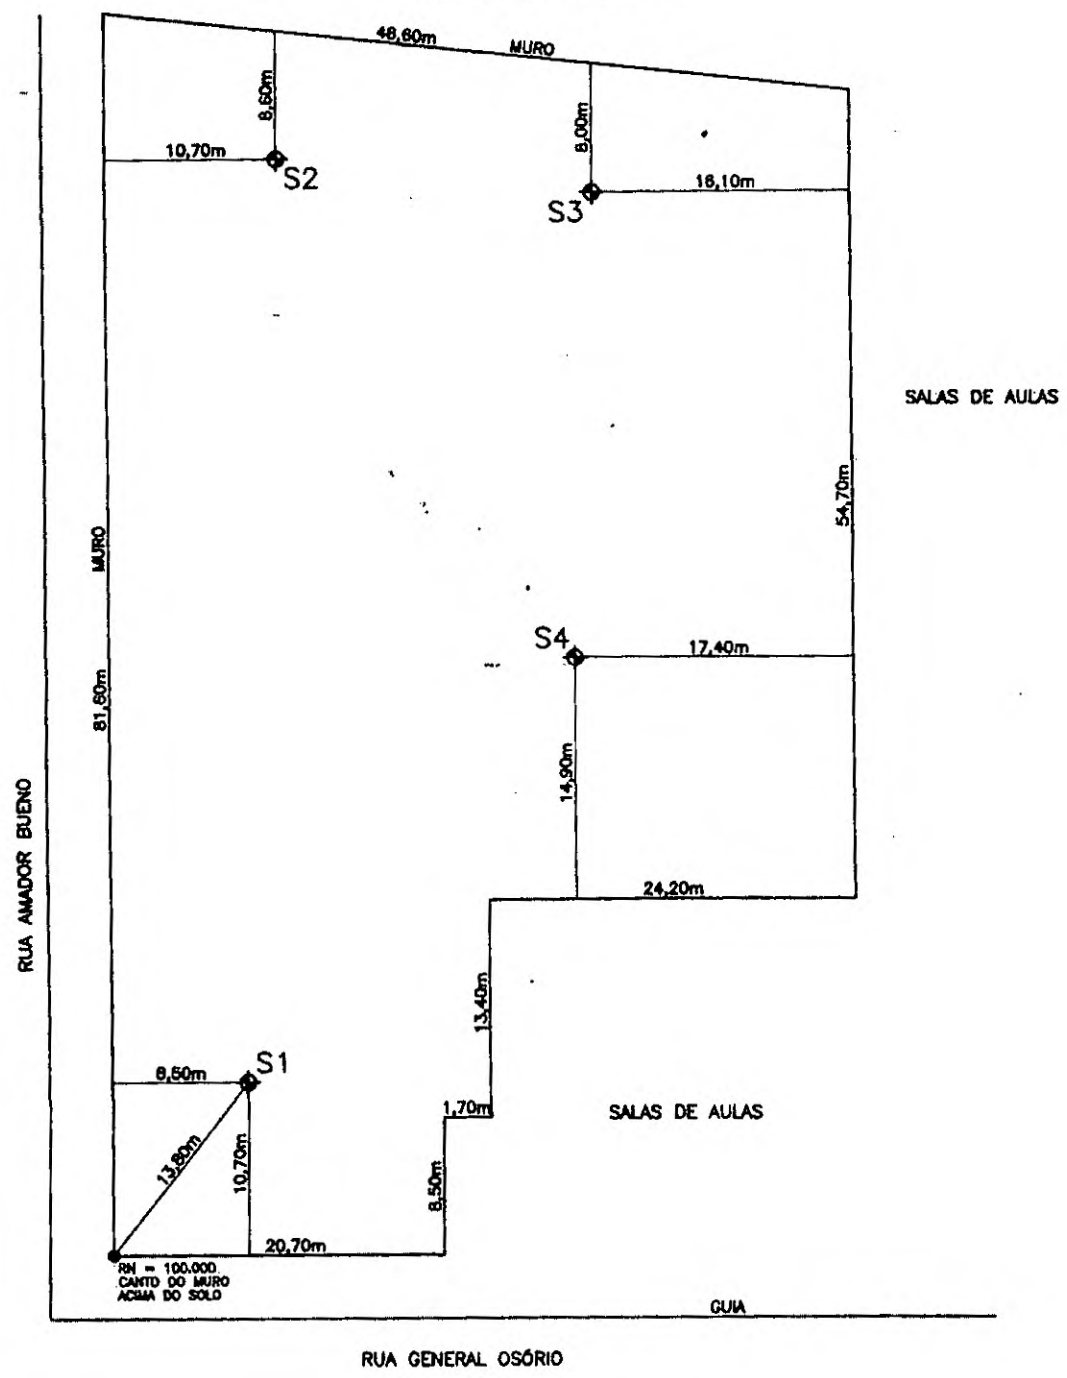 48,60m
MURO
8,60m
8,00m
10,70m
S2
16,10m
S3
SALAS DE AULAS
54,70m
MURO
S4
17,40m
81,60m
14,90m
RUA AMADOR BUENO
24,20m
13,40m
S1
8,60m
1,70m
SALAS DE AULAS
13,80m
10,70m
8,50m
20,70m
RN = 100.000
CANTO DO MURO
ACIMA DO SOLO
GUIA
RUA GENERAL OSÓRIO